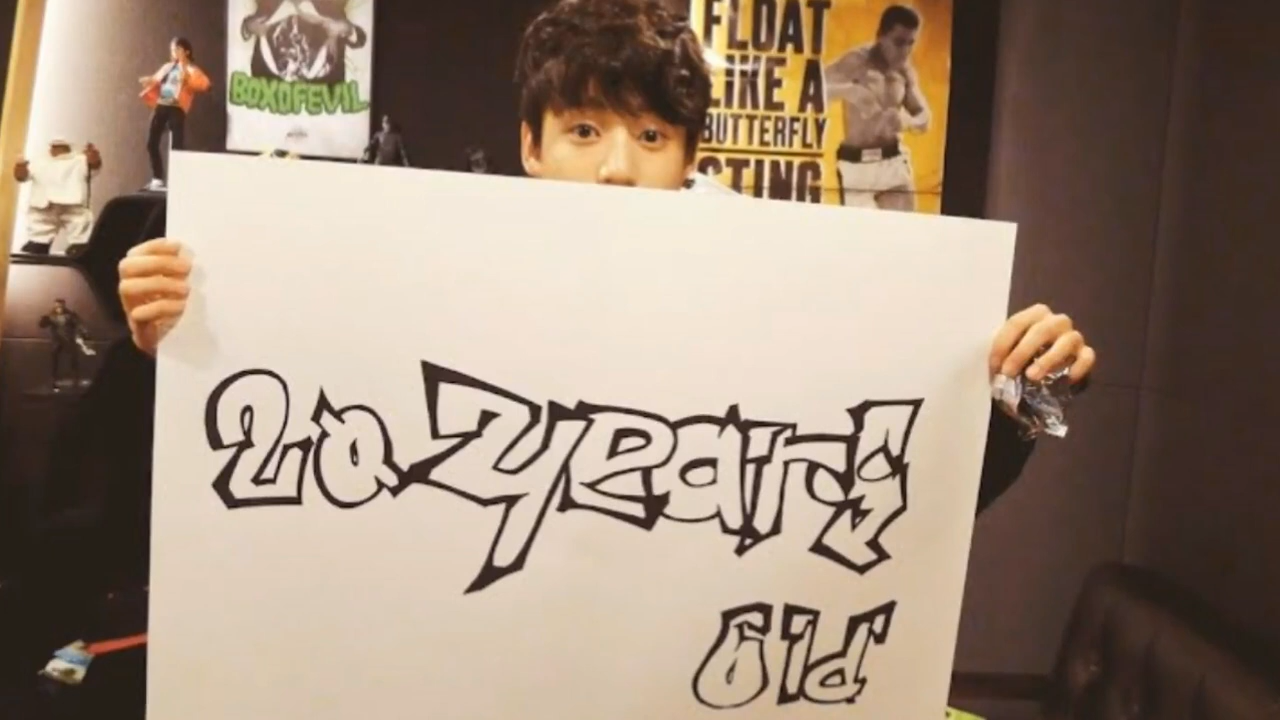 BOXOFEVIL
FLOAT
LIKE A
BUTTERFLY
STING
20 years
old